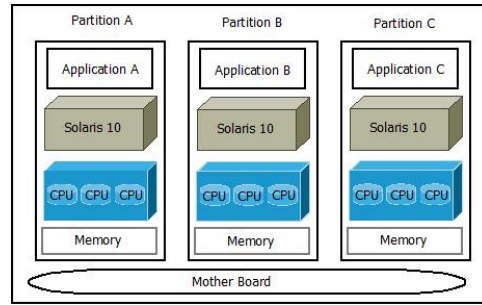 Partition A Partition B Partition C
Application A Application B Application C
Solaris 10 Solaris 10 Solaris 10
CPU CPU CPU CPU CPU CPU CPU CPU CPU
Memory Memory Memory
Mother Board